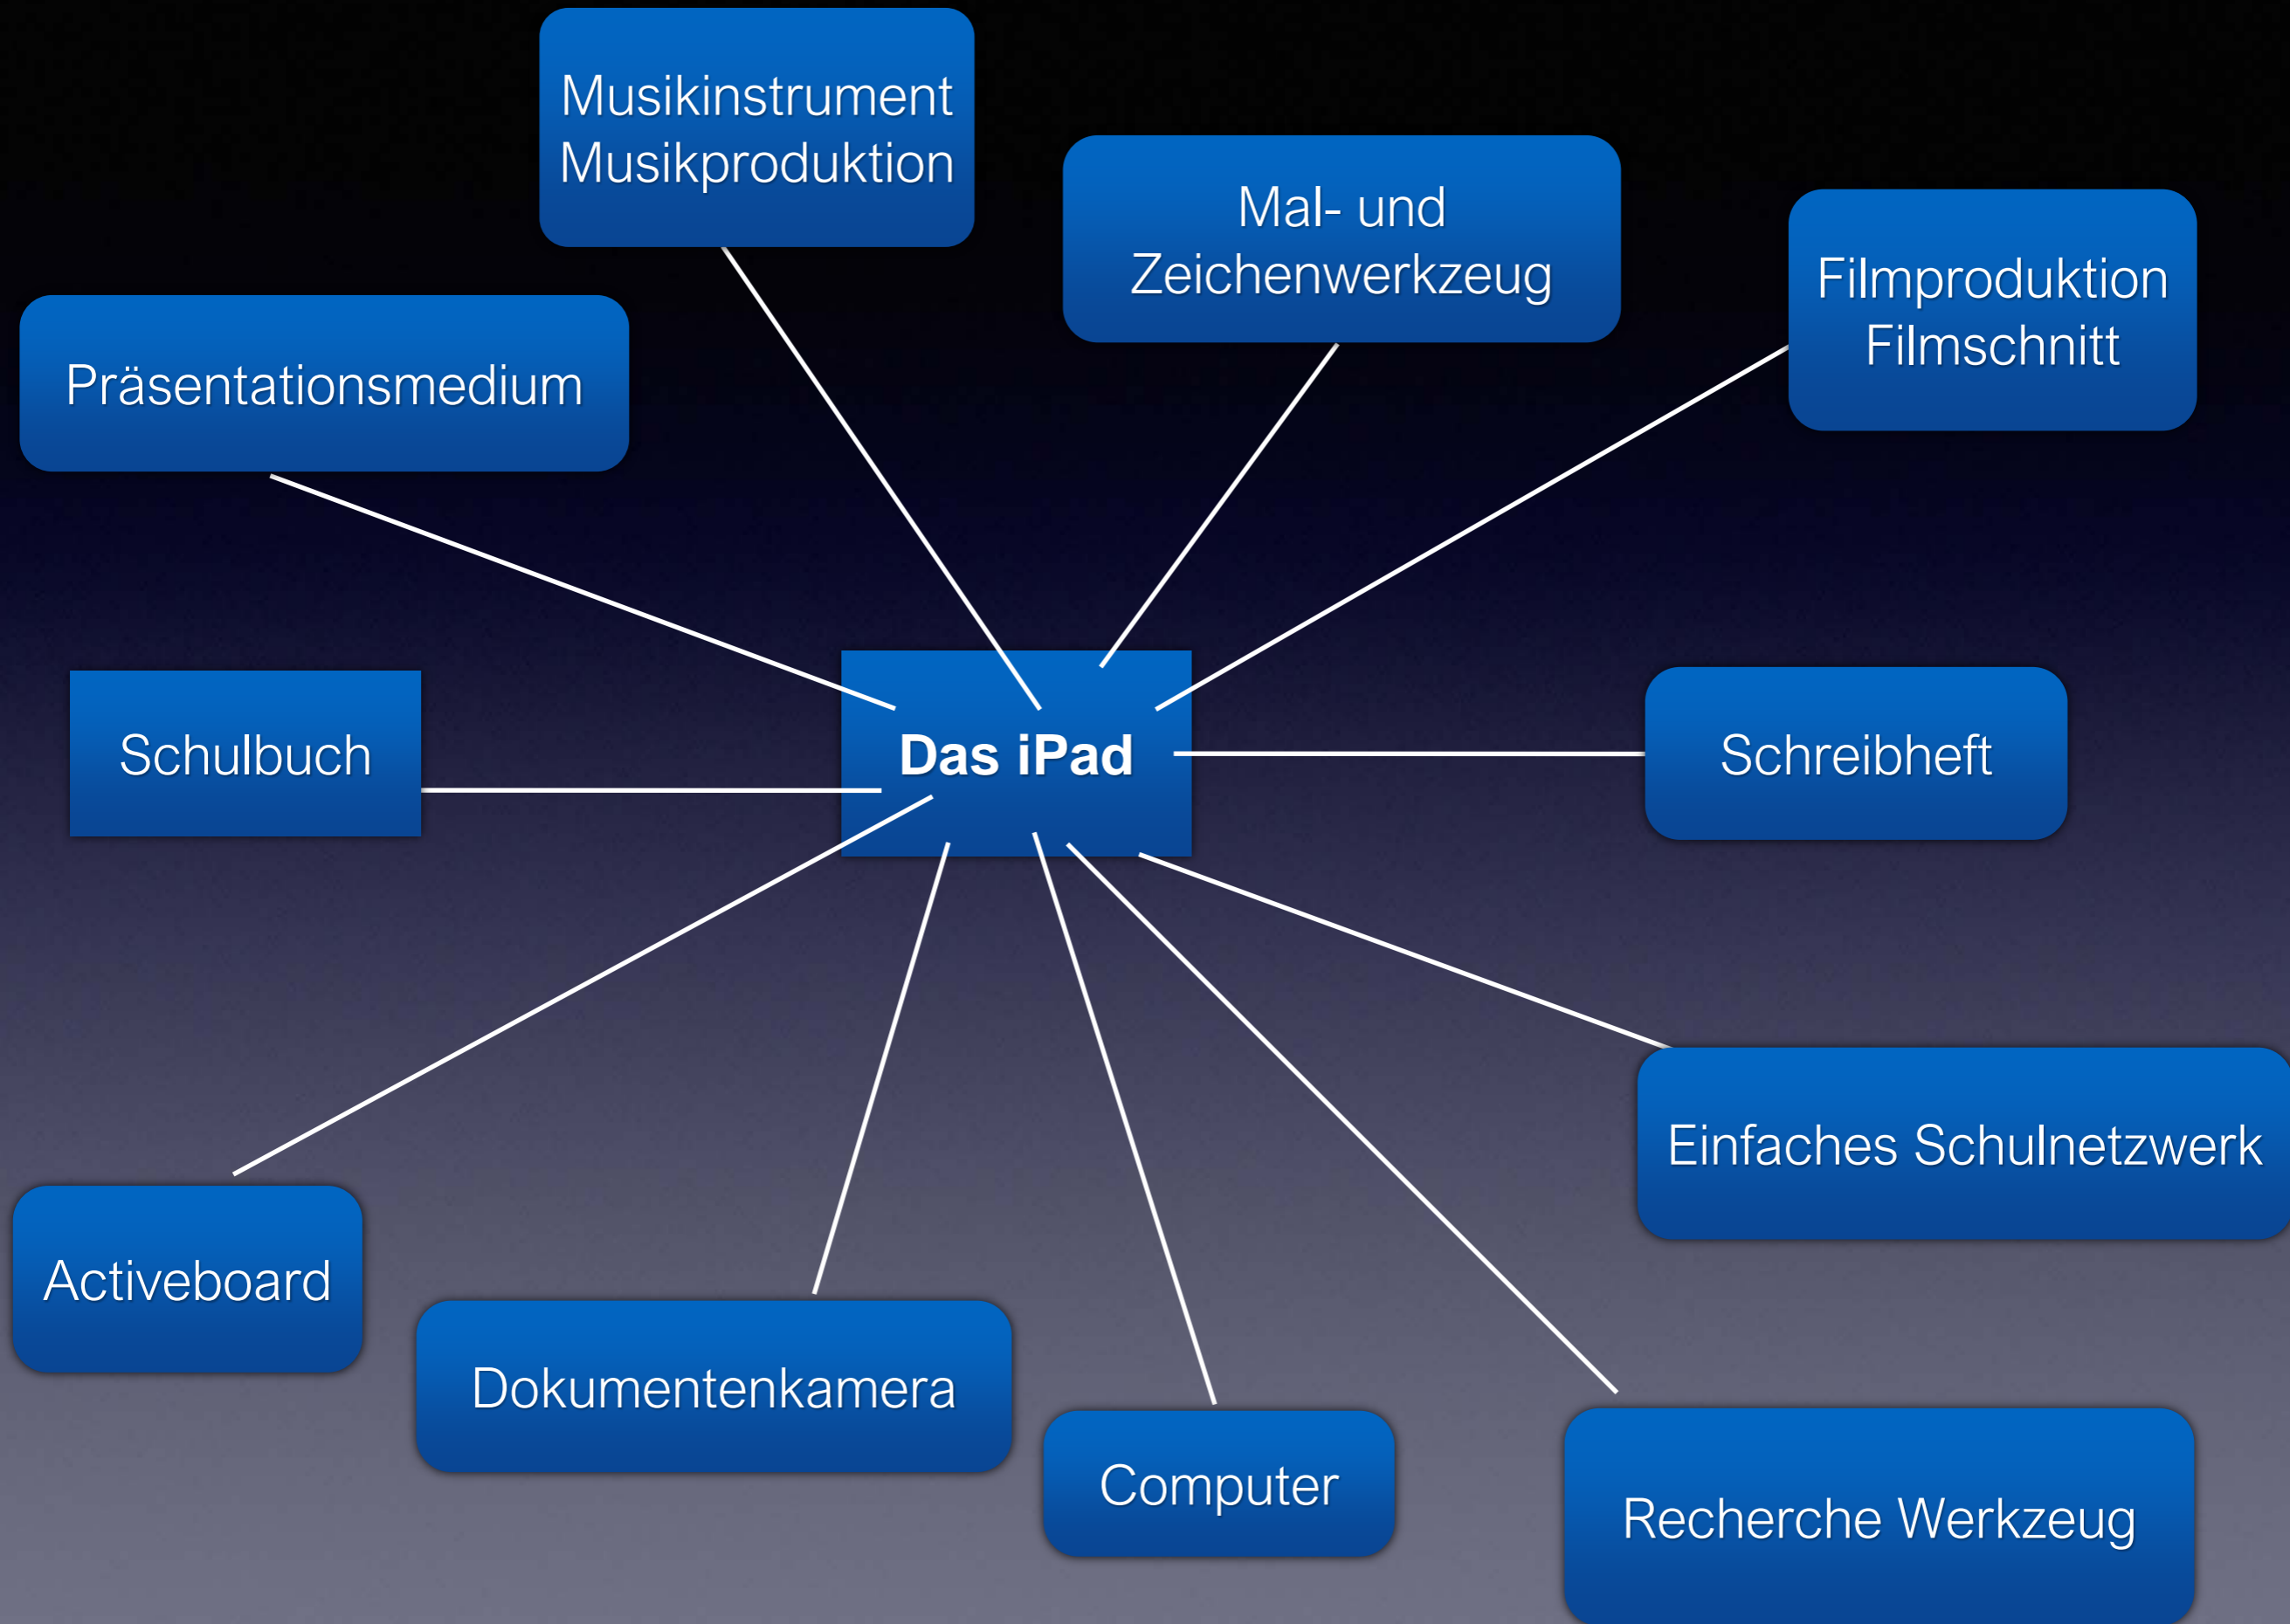 Musikinstrument
Musikproduktion
Mal- und
Zeichenwerkzeug
Filmproduktion
Filmschnitt
Präsentationsmedium
Schulbuch
Das iPad
Schreibheft
Einfaches Schulnetzwerk
Activeboard
Dokumentenkamera
Computer
Recherche Werkzeug